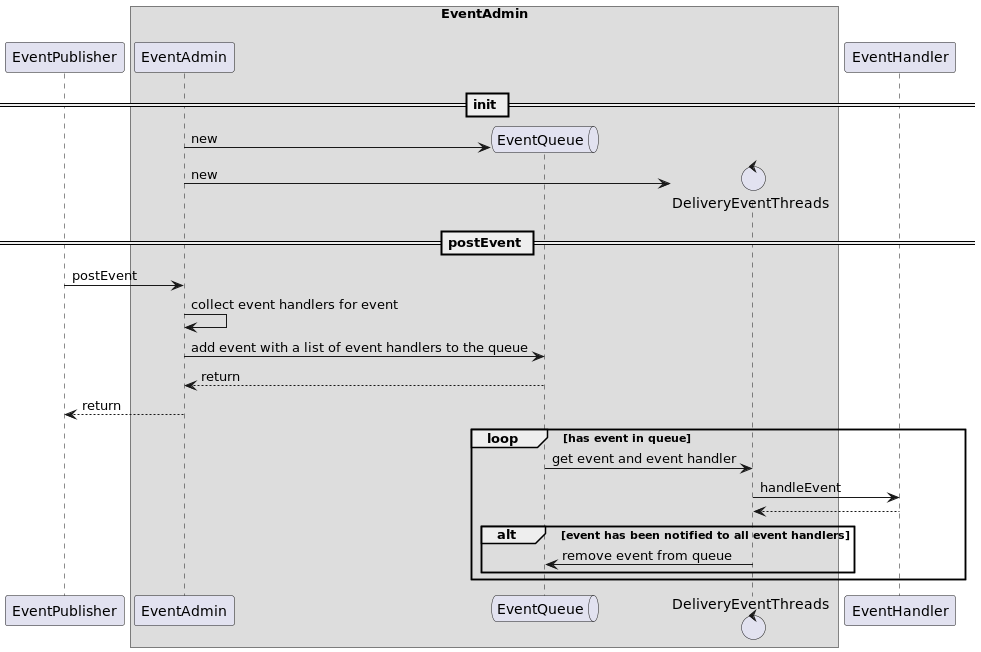 EventAdmin
EventPublisher
EventAdmin
EventHandler
init
new
EventQueue
new
DeliveryEventThreads
postEvent
postEvent
collect event handlers for event
add event with a list of event handlers to the queue
return
return
loop
[has event in queue]
get event and event handler
handleEvent
alt
[event has been notified to all event handlers]
remove event from queue
EventPublisher
EventAdmin
EventQueue
DeliveryEventThreads
EventHandler